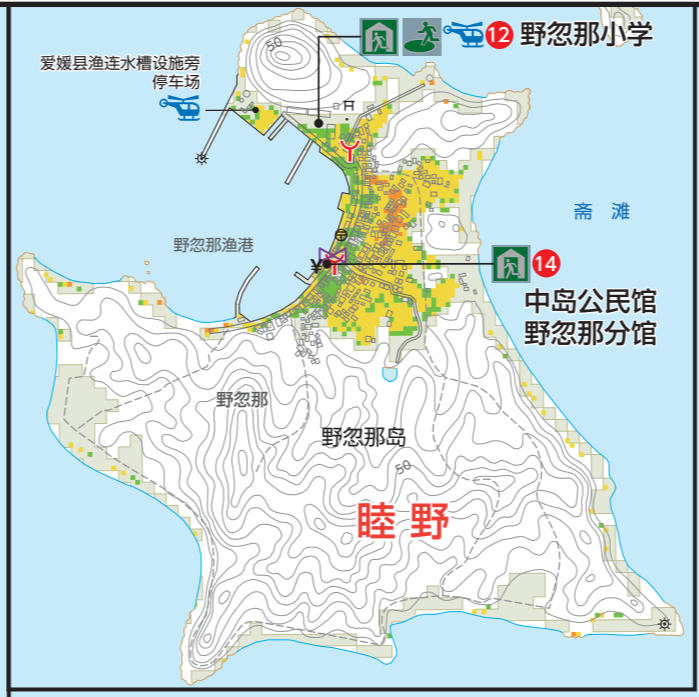 50
12 野忽那小学
爱媛县渔连水槽设施旁
停车场
斋 滩
野忽那渔港
¥
14
中岛公民馆
野忽那分馆
野忽那
野忽那岛
50
睦野